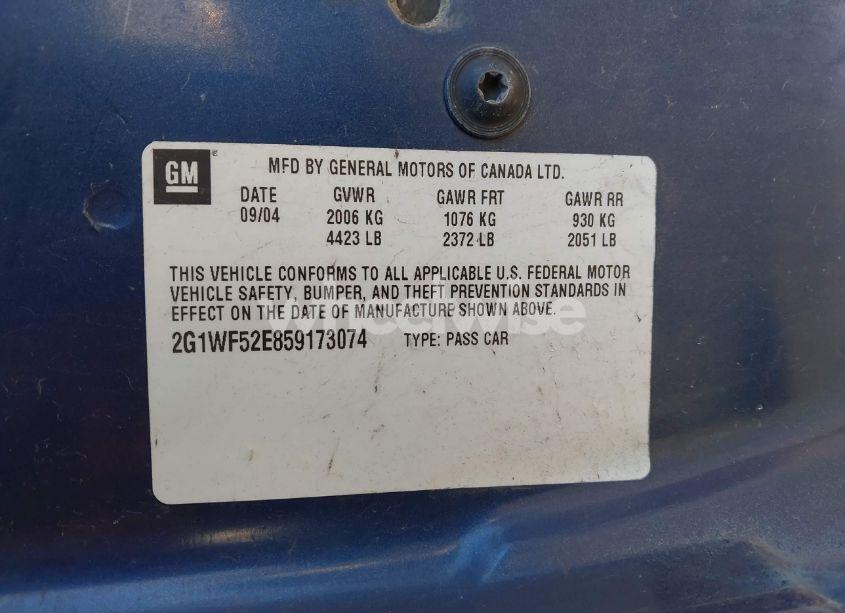 GM
MFD BY GENERAL MOTORS OF CANADA LTD.
DATE GVWR GAWR FRT GAWR RR
09/04 2006 KG 1076 KG 930 KG
4423 LB 2372 LB 2051 LB
THIS VEHICLE CONFORMS TO ALL APPLICABLE U.S. FEDERAL MOTOR
VEHICLE SAFETY, BUMPER, AND THEFT PREVENTION STANDARDS IN
EFFECT ON THE DATE OF MANUFACTURE SHOWN ABOVE.
2G1WF52E859173074 TYPE: PASS CAR